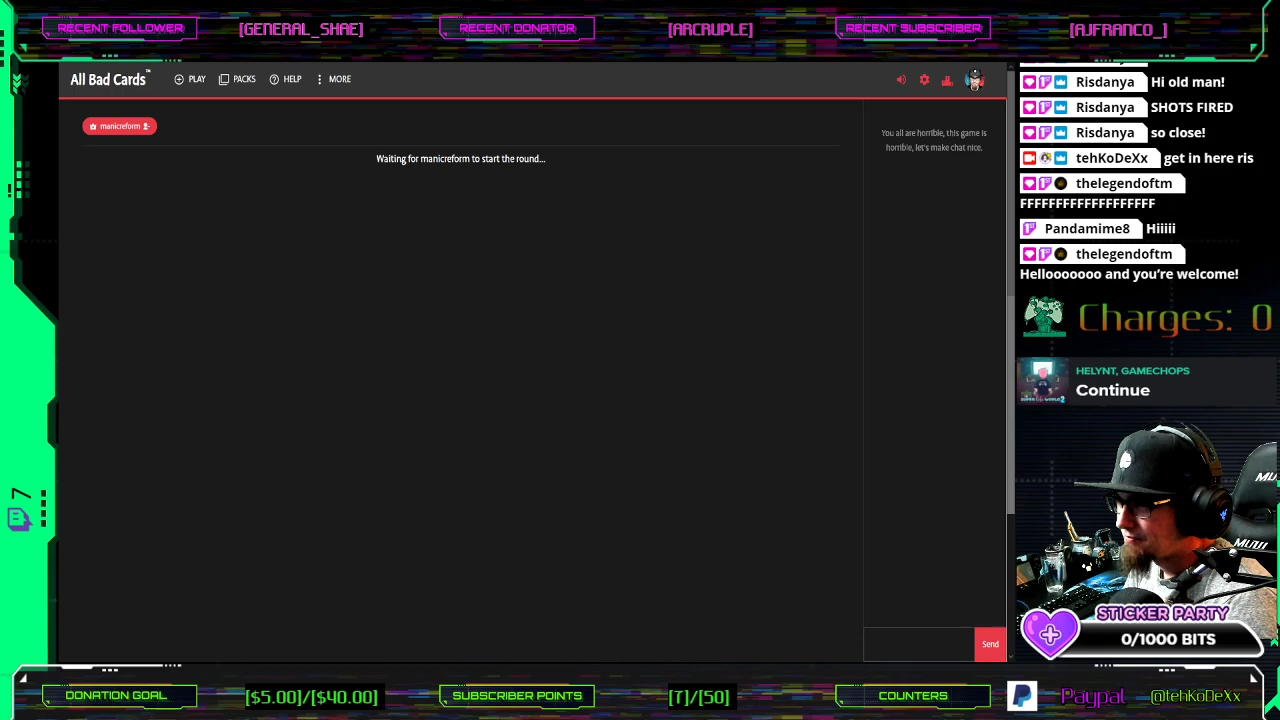 RECENT FOLLOWER [GENERAL_SHAE] RECENT DONATOR [ARCRUPLE] RECENT SUBSCRIBER [AJFRANCO_]
All Bad Cards™ PLAY PACKS HELP MORE
manicreform
Waiting for manicreform to start the round...
You all are horrible, this game is
horrible, let's make chat nice.
Send
Risdanya Hi old man!
Risdanya SHOTS FIRED
Risdanya so close!
tehKoDeXx get in here ris
thelegendoftm
FFFFFFFFFFFFFFFFFFF
Pandamime8 Hiiiii
thelegendoftm
Hellooooooo and you’re welcome!
Charges: 0
HELYNT, GAMECHOPS
Continue
7
STICKER PARTY
0/1000 BITS
DONATION GOAL [$5.00]/[$40.00] SUBSCRIBER POINTS [7]/[50] COUNTERS Paypal @tehKoDeXx